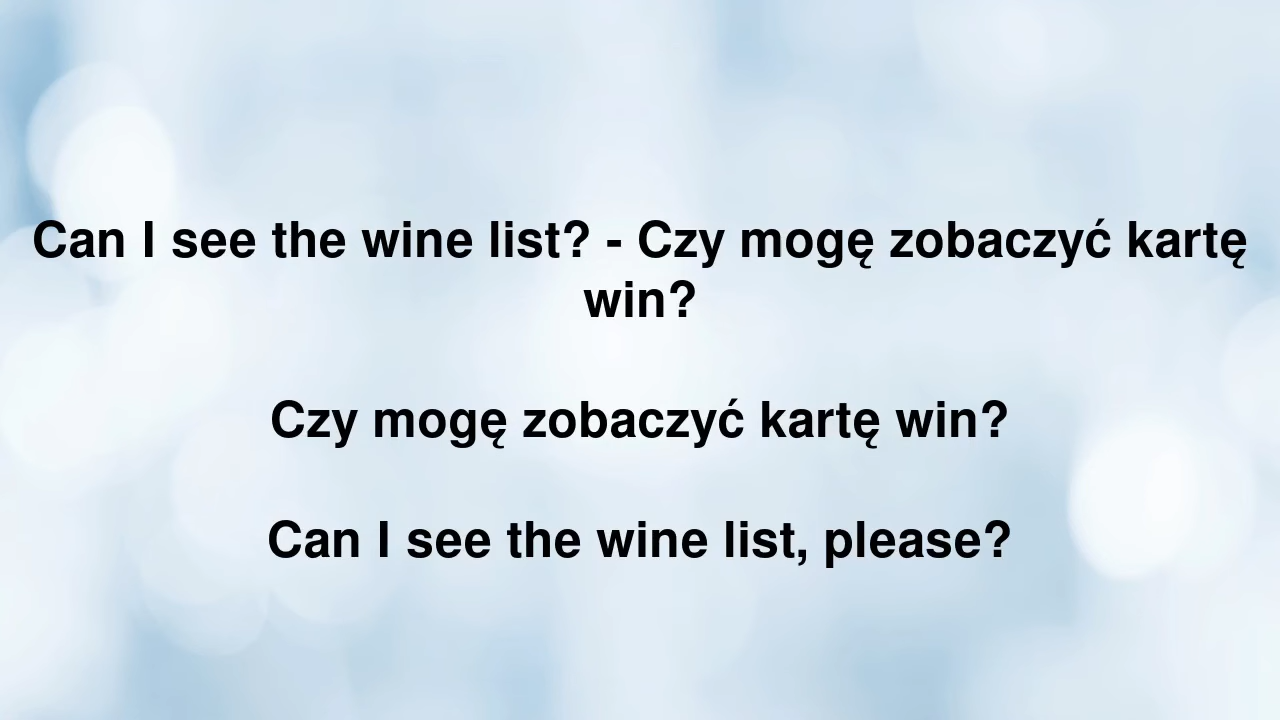 Can I see the wine list? - Czy mogę zobaczyć kartę
win?
Czy mogę zobaczyć kartę win?
Can I see the wine list, please?